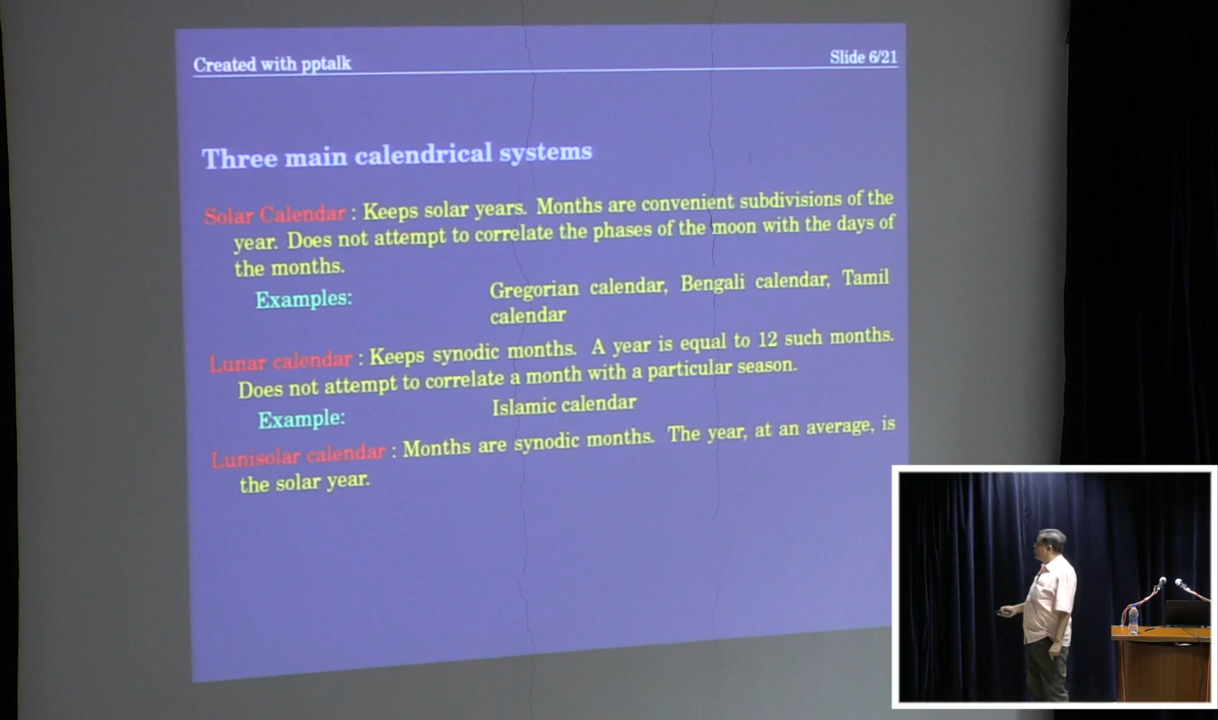 Created with pptalk
Slide 6/21
Three main calendrical systems
Solar Calendar : Keeps solar years. Months are convenient subdivisions of the
year. Does not attempt to correlate the phases of the moon with the days of
the months.
Examples: Gregorian calendar, Bengali calendar, Tamil
calendar
Lunar calendar : Keeps synodic months. A year is equal to 12 such months.
Does not attempt to correlate a month with a particular season.
Example: Islamic calendar
Lunisolar calendar : Months are synodic months. The year, at an average, is
the solar year.